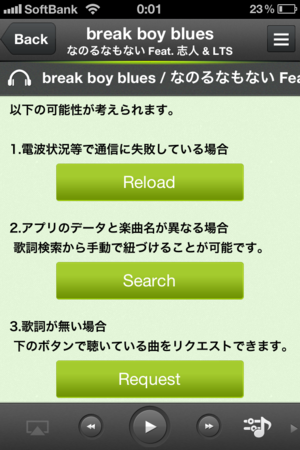 SoftBank 0:01 23%
Back break boy blues
なのるなもない Feat. 志人 & LTS
break boy blues / なのるなもない Fea
以下の可能性が考えられます。
1.電波状況等で通信に失敗している場合
Reload
2.アプリのデータと楽曲名が異なる場合
歌詞検索から手動で紐づけることが可能です。
Search
3.歌詞が無い場合
下のボタンで聴いている曲をリクエストできます。
Request